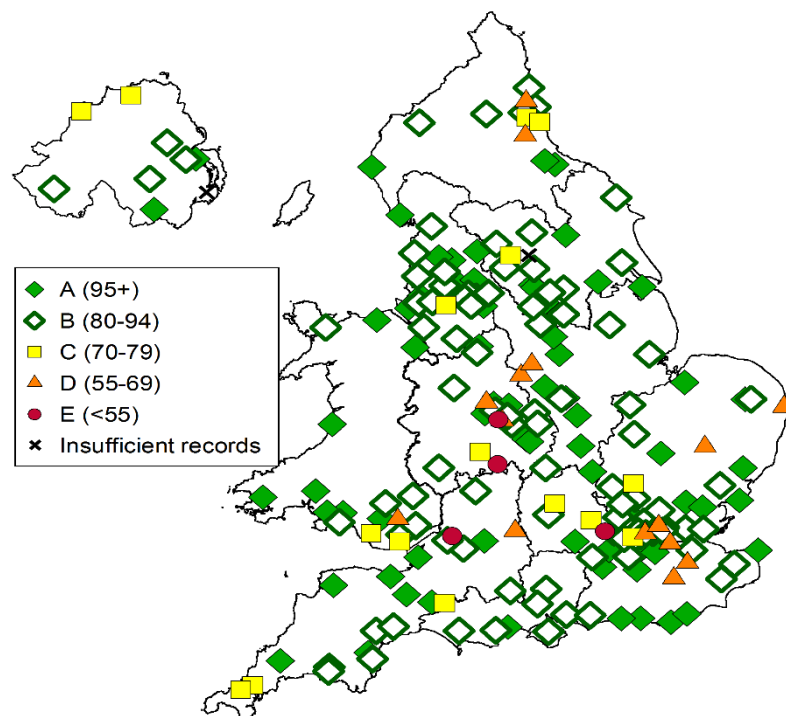 A (95+)
B (80-94)
C (70-79)
D (55-69)
E (<55)
Insufficient records